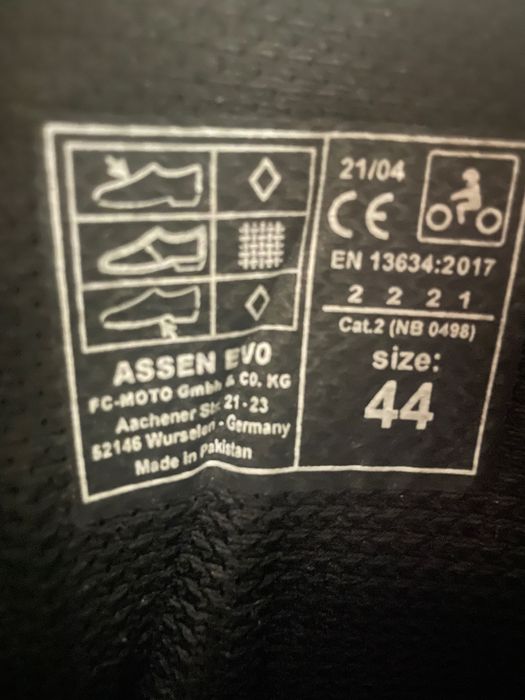 ASSEN EVO
FC-MOTO GmbH & CO. KG
Aachener Str. 21-23
52146 Wurselen - Germany
Made in Pakistan
21/04
CE
EN 13634:2017
2 2 2 1
Cat.2 (NB 0498)
size:
44